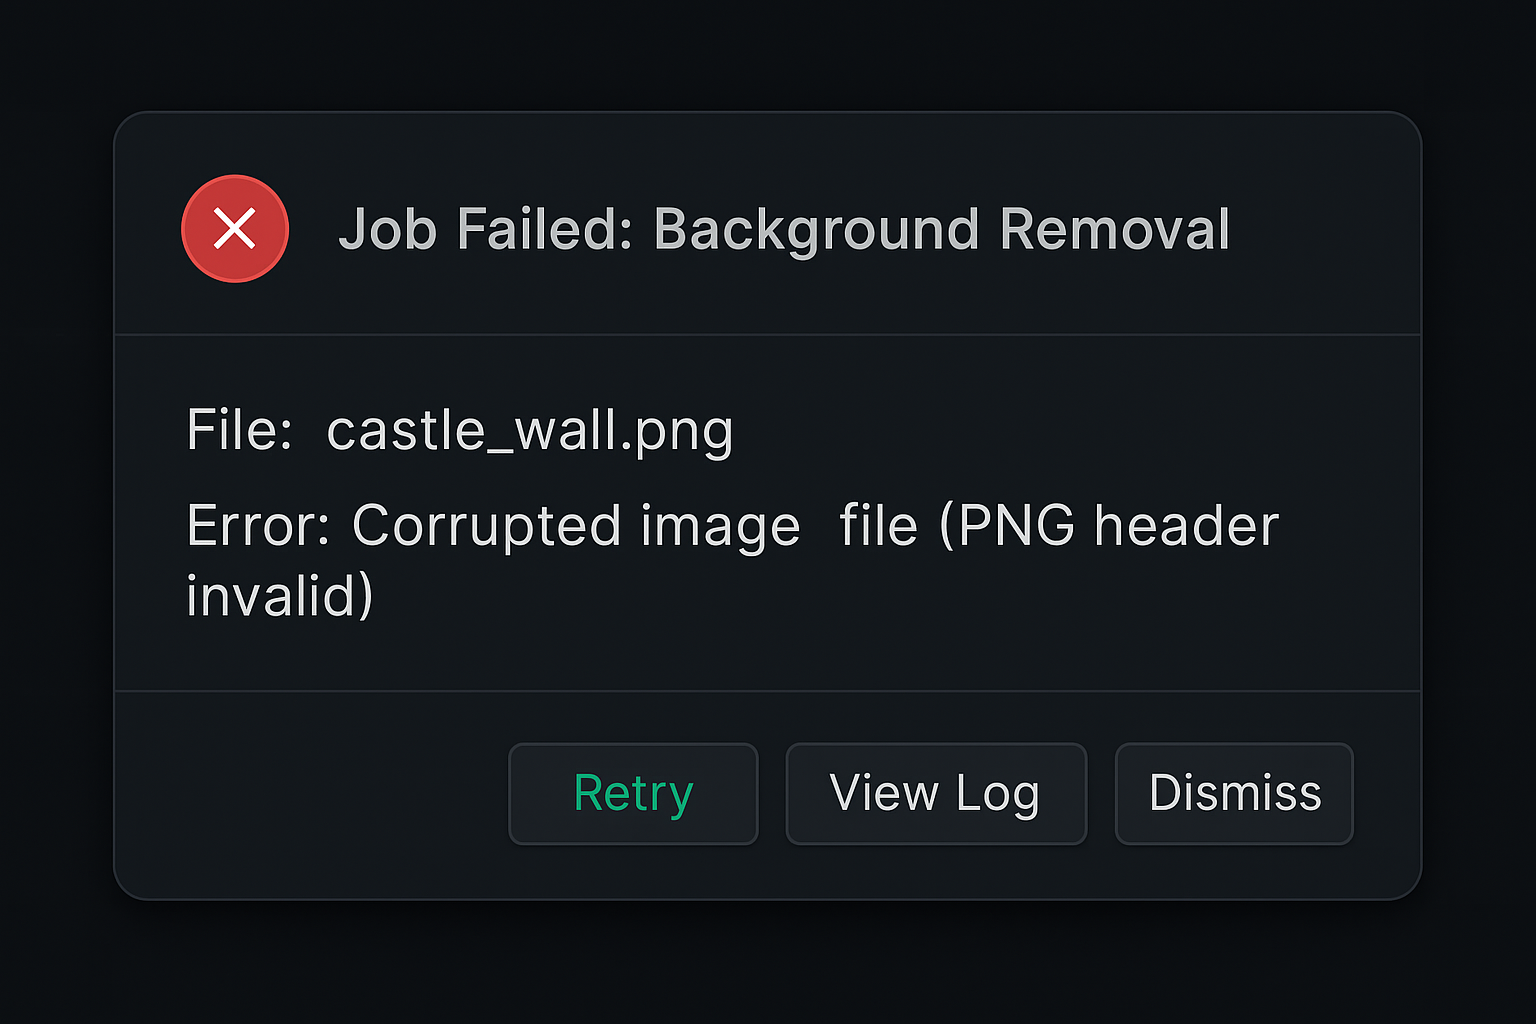 Job Failed: Background Removal
File: castle_wall.png
Error: Corrupted image file (PNG header
invalid)
Retry View Log Dismiss